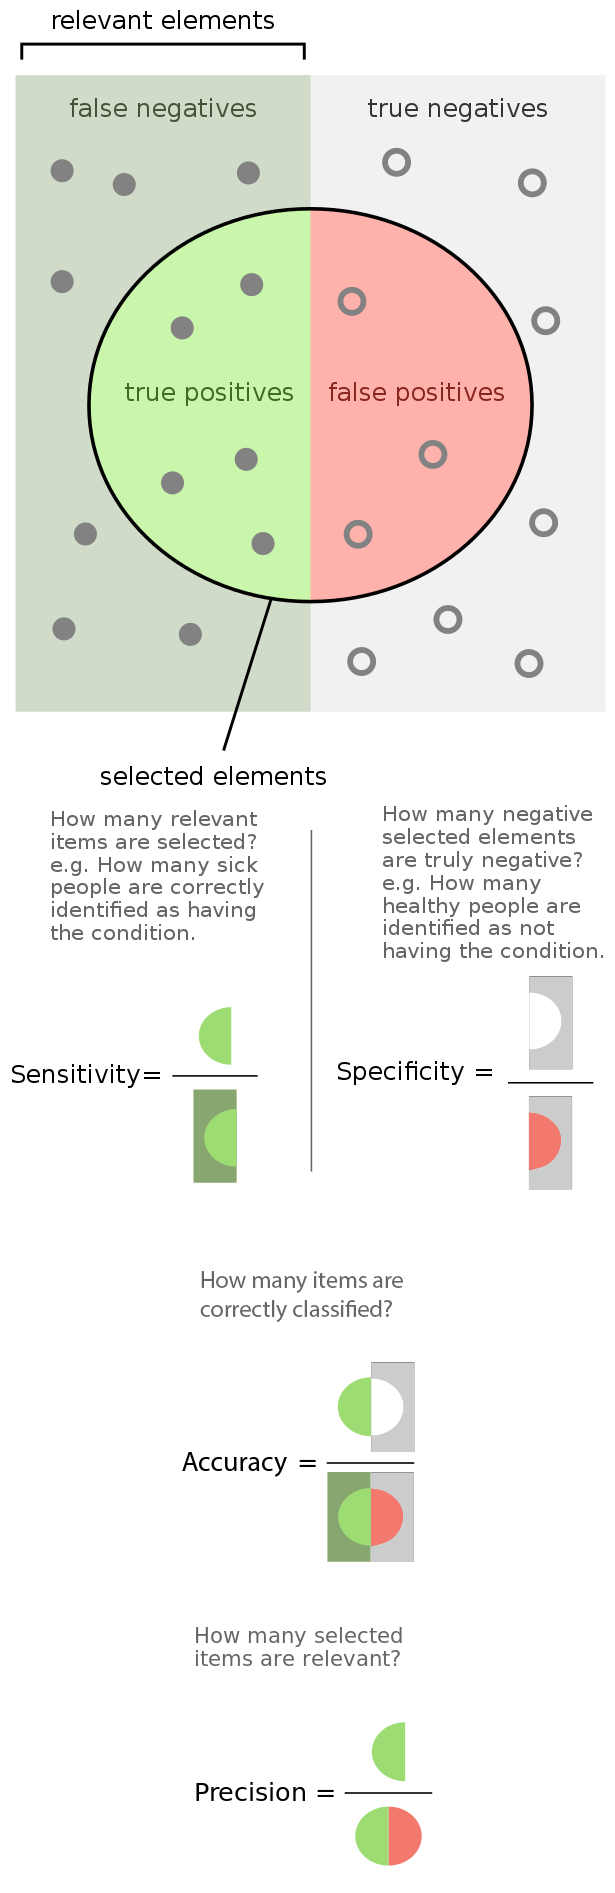 relevant elements
false negatives
true negatives
true positives
false positives
selected elements
How many relevant
items are selected?
e.g. How many sick
people are correctly
identified as having
the condition.
How many negative
selected elements
are truly negative?
e.g. How many
healthy people are
identified as not
having the condition.
Sensitivity=
Specificity =
How many items are
correctly classified?
Accuracy =
How many selected
items are relevant?
Precision =